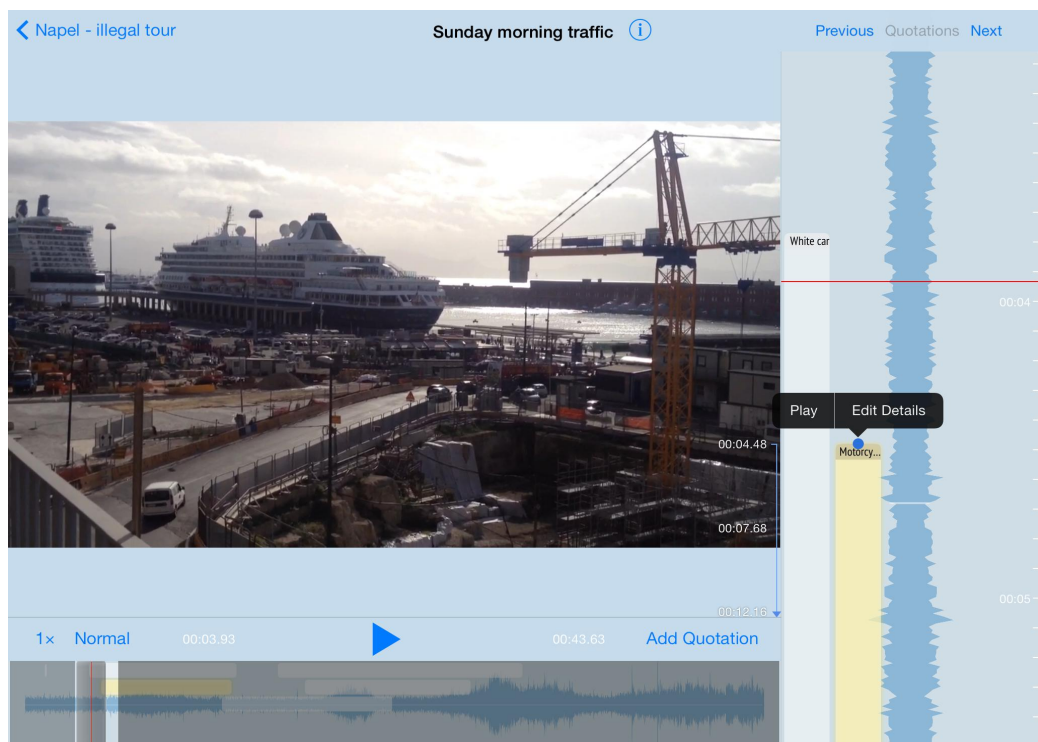 Napel - illegal tour
Sunday morning traffic
Previous Quotations Next
White car
00:04
Play Edit Details
00:04.48
Motorcy...
00:07.68
00:05
00:12.16
1× Normal 00:03.93 00:43.63 Add Quotation